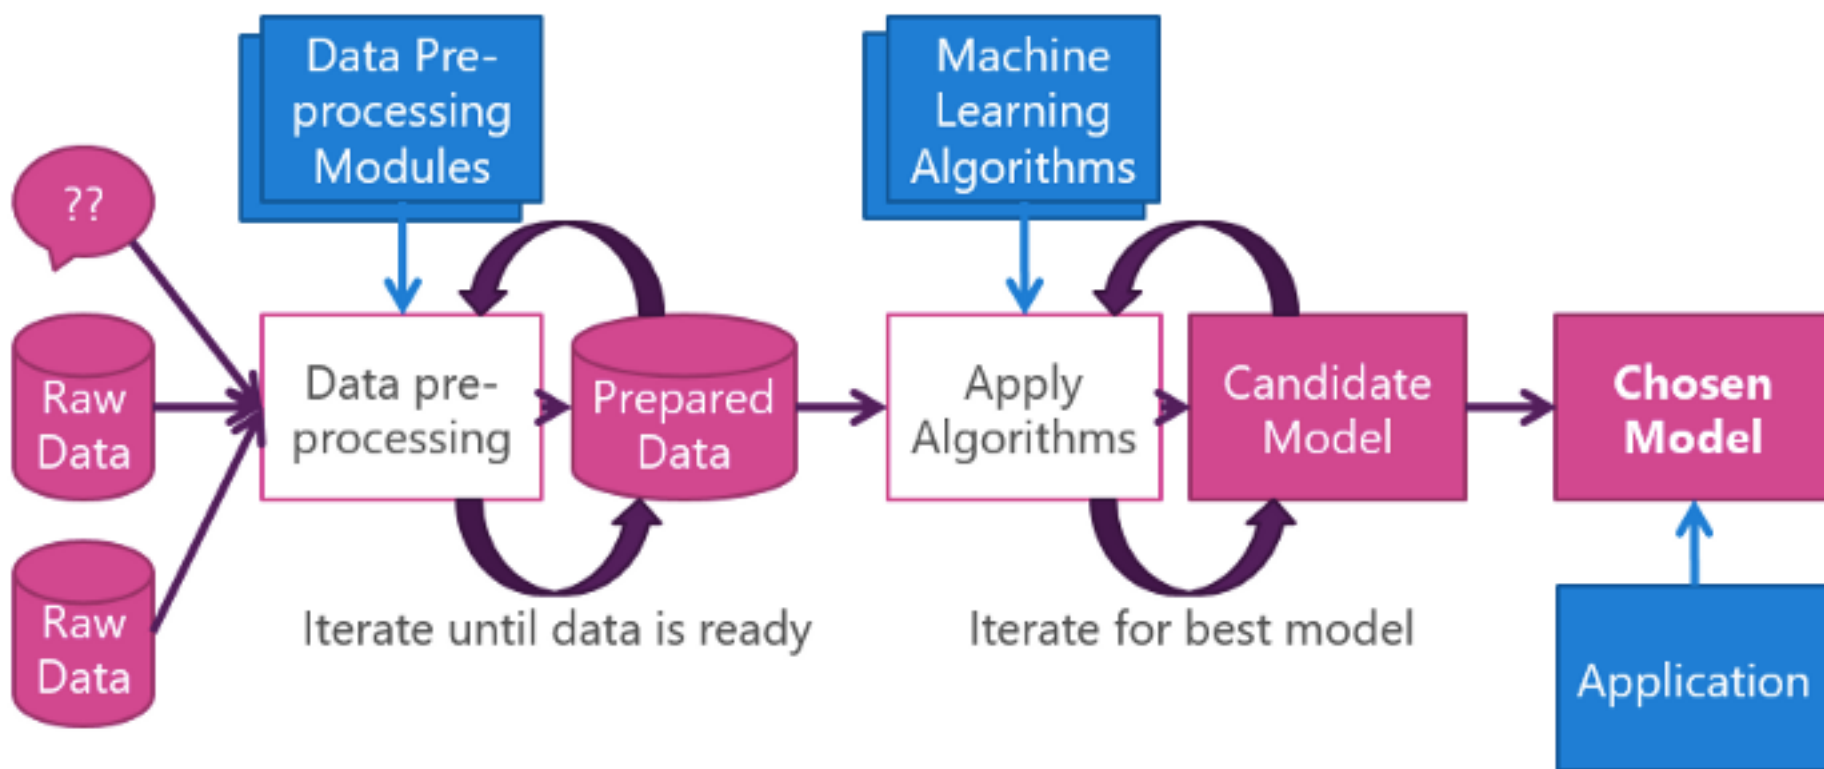 Data Pre-
processing
Modules
Machine
Learning
Algorithms
??
Raw
Data
Data pre-
processing
Prepared
Data
Apply
Algorithms
Candidate
Model
Chosen
Model
Raw
Data
Iterate until data is ready
Iterate for best model
Application